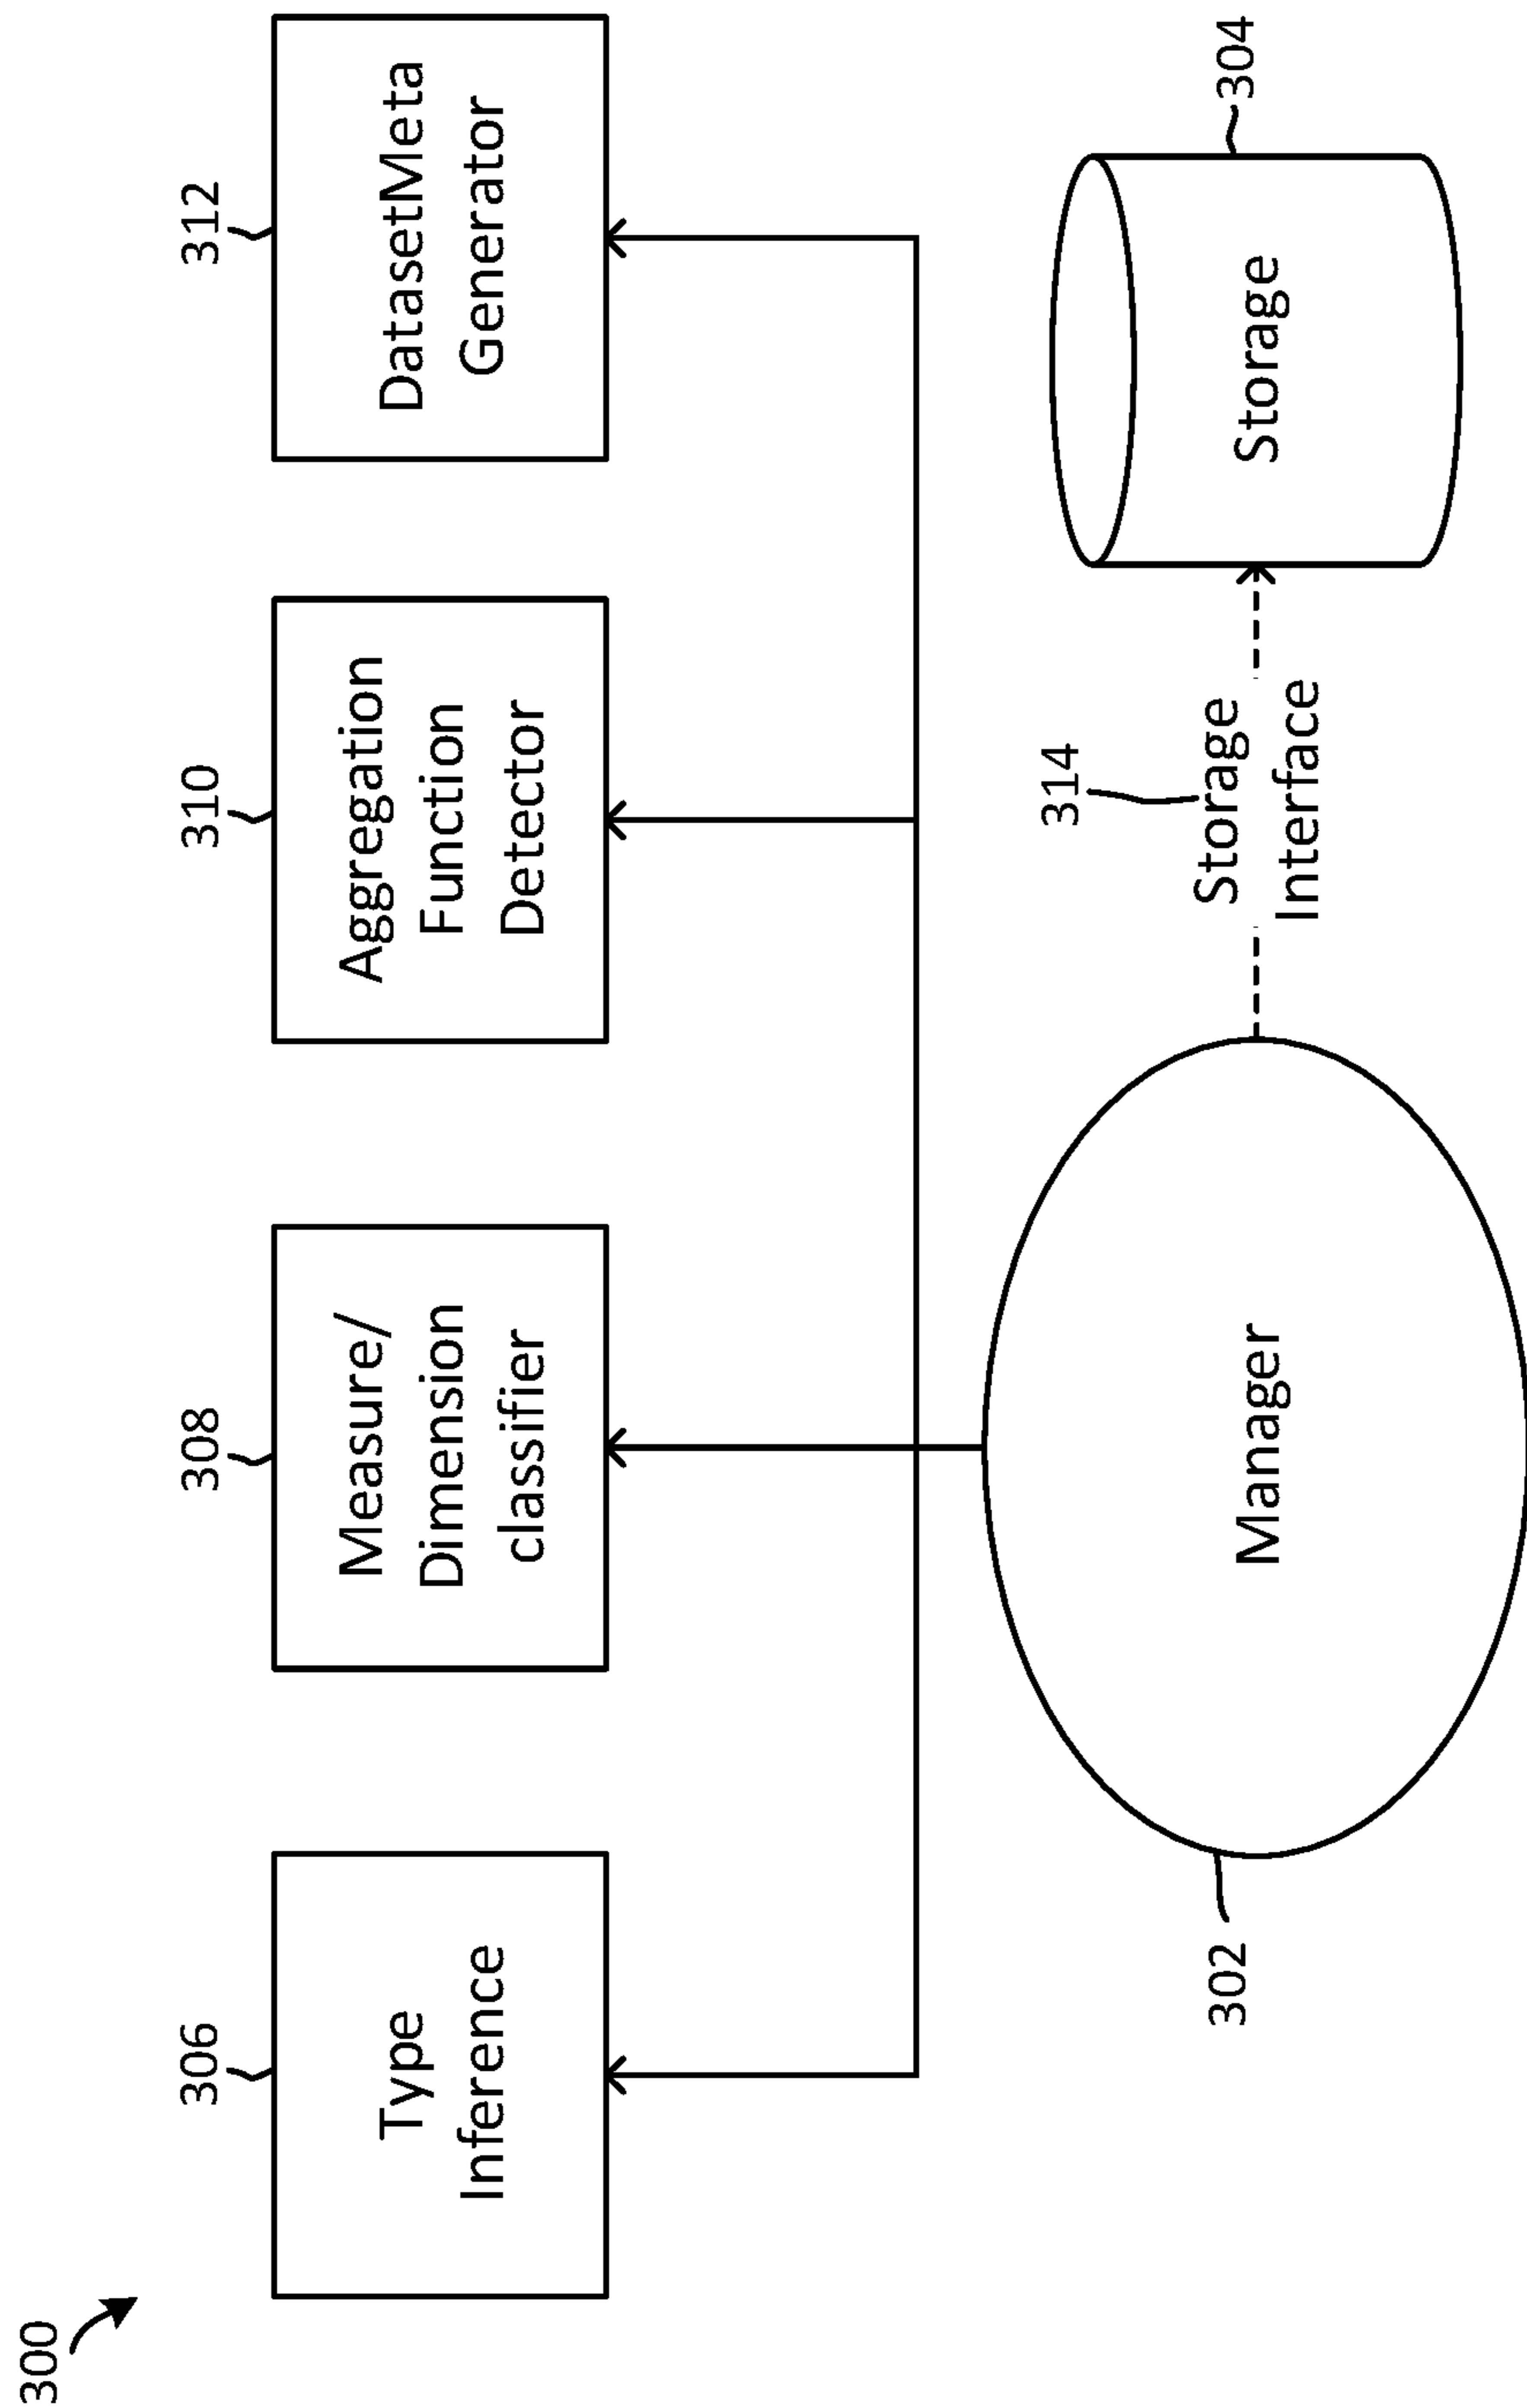 300
306
Type
Inference
308
Measure/
Dimension
classifier
310
Aggregation
Function
Detector
312
DatasetMeta
Generator
302
Manager
314
Storage
Interface
Storage
304